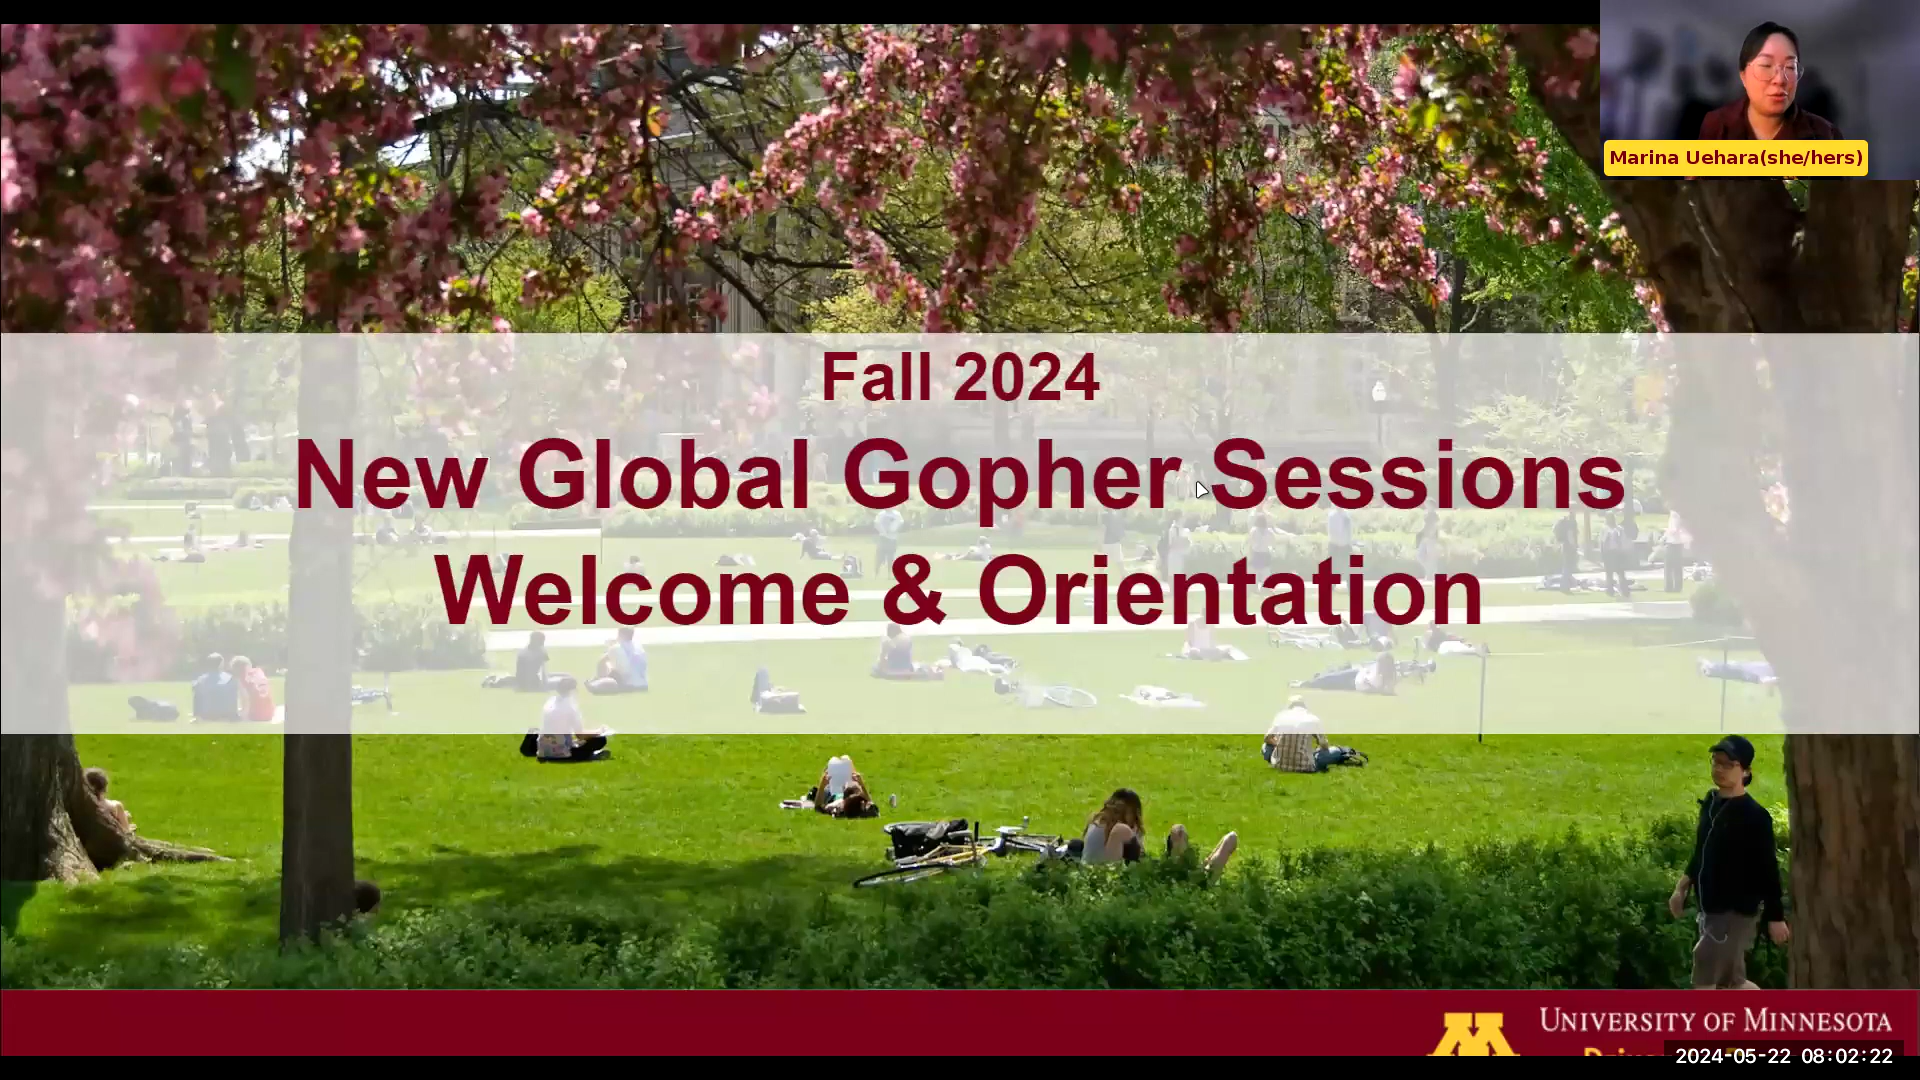 Marina Uehara(she/hers)
Fall 2024
New Global Gopher Sessions
Welcome & Orientation
UNIVERSITY OF MINNESOTA
2024-05-22 08:02:22